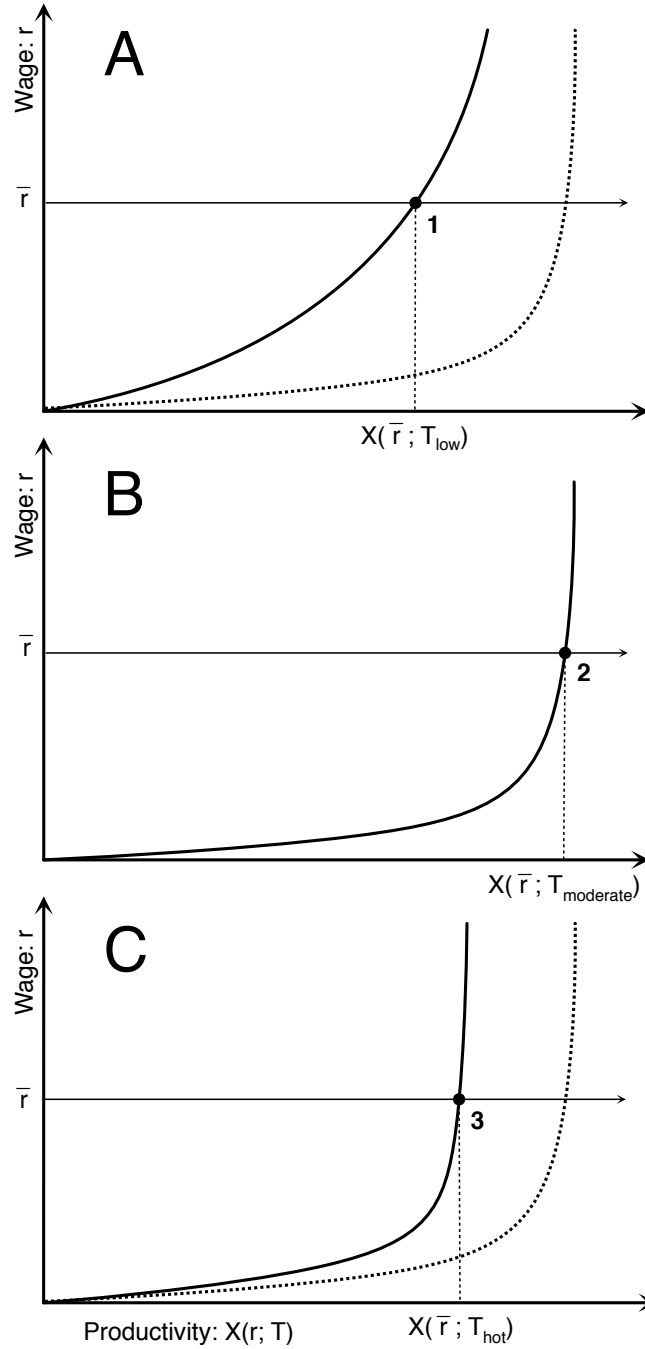 A
Wage: r
r̅
1
X( r̅ ; T_low)
B
Wage: r
r̅
2
X( r̅ ; T_moderate)
C
Wage: r
r̅
3
Productivity: X(r; T)
X( r̅ ; T_hot)